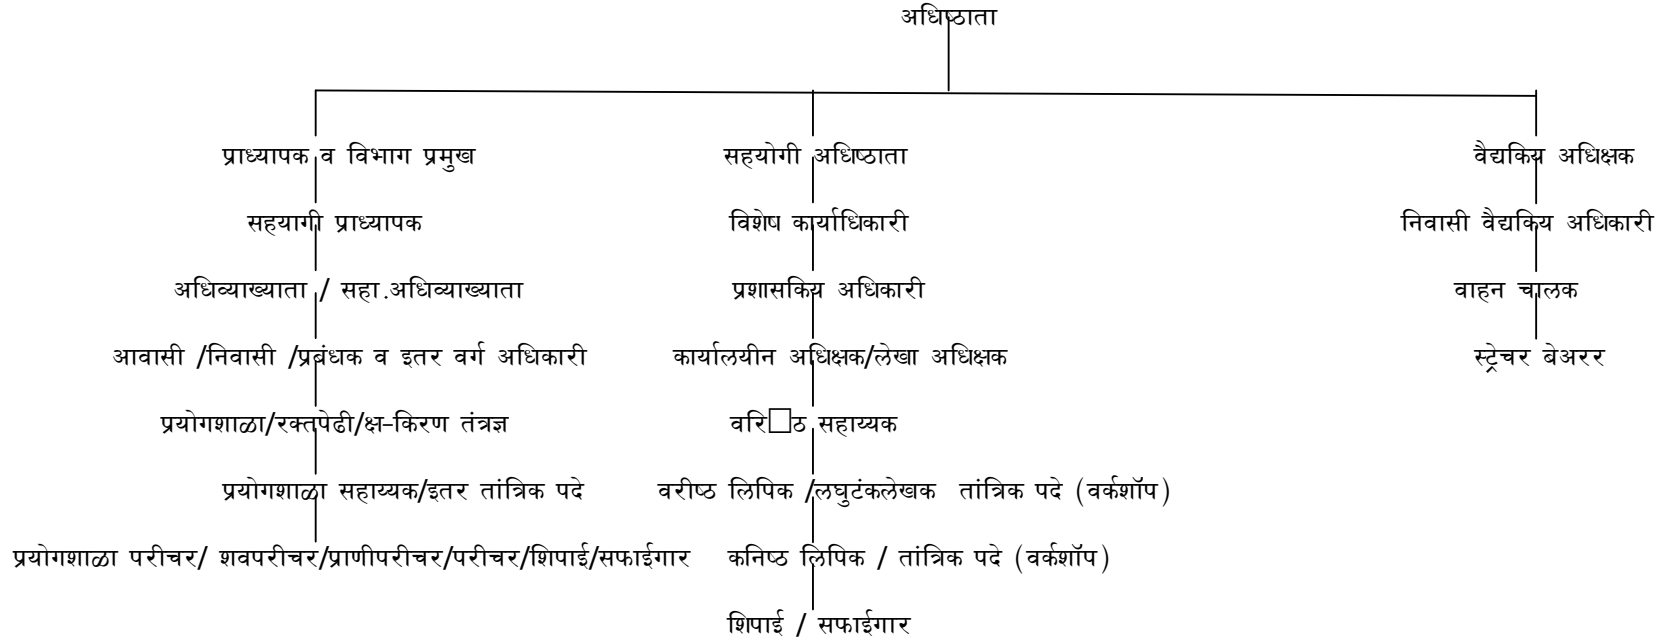 अधिष्ठाता
प्राध्यापक व विभाग प्रमुख
सहयोगी अधिष्ठाता
वैद्यकिय अधिक्षक
सहयागी प्राध्यापक
विशेष कार्याधिकारी
निवासी वैद्यकिय अधिकारी
अधिव्याख्याता / सहा.अधिव्याख्याता
प्रशासकिय अधिकारी
वाहन चालक
आवासी /निवासी /प्रबंधक व इतर वर्ग अधिकारी
कार्यालयीन अधिक्षक/लेखा अधिक्षक
स्ट्रेचर बेअरर
प्रयोगशाळा/रक्तपेढी/क्ष-किरण तंत्रज्ञ
वरि□ठ सहाय्यक
प्रयोगशाळा सहाय्यक/इतर तांत्रिक पदे
वरीष्ठ लिपिक /लघुटंकलेखक तांत्रिक पदे (वर्कशॉप)
प्रयोगशाळा परीचर/ शवपरीचर/प्राणीपरीचर/परीचर/शिपाई/सफाईगार
कनिष्ठ लिपिक / तांत्रिक पदे (वर्कशॉप)
शिपाई / सफाईगार